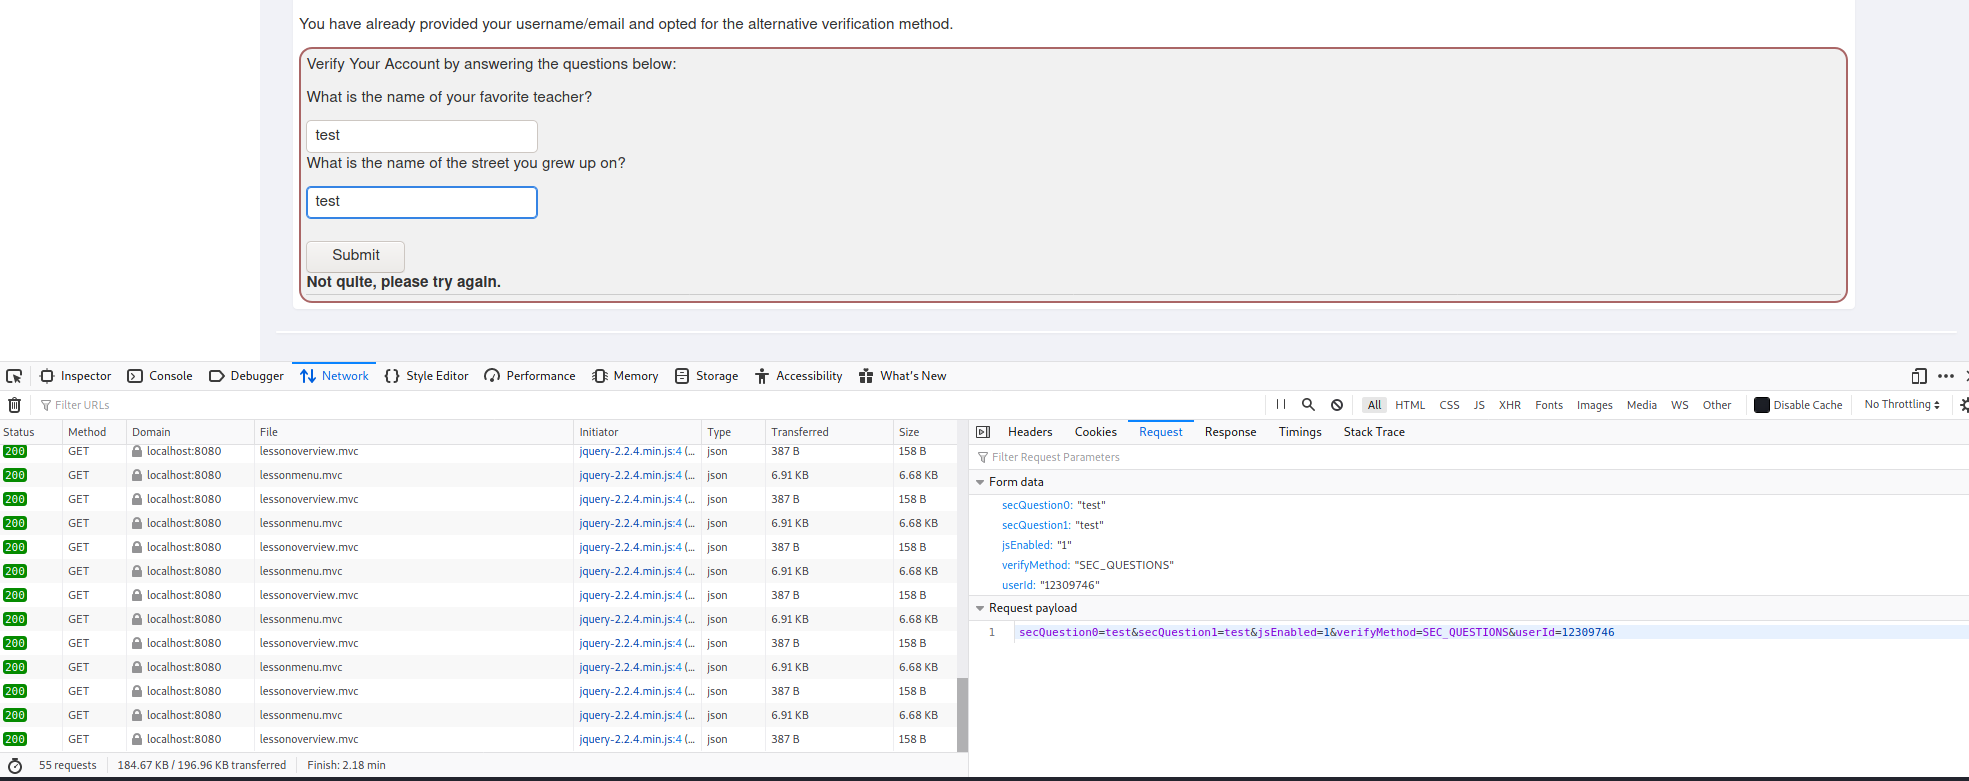 You have already provided your username/email and opted for the alternative verification method.
Verify Your Account by answering the questions below:
What is the name of your favorite teacher?
test
What is the name of the street you grew up on?
test
Submit
Not quite, please try again.
Inspector Console Debugger Network Style Editor Performance Memory Storage Accessibility What's New
Filter URLs All HTML CSS JS XHR Fonts Images Media WS Other Disable Cache No Throttling
Status Method Domain File Initiator Type Transferred Size
200 GET localhost:8080 lessonoverview.mvc jquery-2.2.4.min.js:4 (... json 387 B 158 B
200 GET localhost:8080 lessonmenu.mvc jquery-2.2.4.min.js:4 (... json 6.91 KB 6.68 KB
200 GET localhost:8080 lessonoverview.mvc jquery-2.2.4.min.js:4 (... json 387 B 158 B
200 GET localhost:8080 lessonmenu.mvc jquery-2.2.4.min.js:4 (... json 6.91 KB 6.68 KB
200 GET localhost:8080 lessonoverview.mvc jquery-2.2.4.min.js:4 (... json 387 B 158 B
200 GET localhost:8080 lessonmenu.mvc jquery-2.2.4.min.js:4 (... json 6.91 KB 6.68 KB
200 GET localhost:8080 lessonoverview.mvc jquery-2.2.4.min.js:4 (... json 387 B 158 B
200 GET localhost:8080 lessonmenu.mvc jquery-2.2.4.min.js:4 (... json 6.91 KB 6.68 KB
200 GET localhost:8080 lessonoverview.mvc jquery-2.2.4.min.js:4 (... json 387 B 158 B
200 GET localhost:8080 lessonmenu.mvc jquery-2.2.4.min.js:4 (... json 6.91 KB 6.68 KB
200 GET localhost:8080 lessonoverview.mvc jquery-2.2.4.min.js:4 (... json 387 B 158 B
200 GET localhost:8080 lessonmenu.mvc jquery-2.2.4.min.js:4 (... json 6.91 KB 6.68 KB
200 GET localhost:8080 lessonoverview.mvc jquery-2.2.4.min.js:4 (... json 387 B 158 B
55 requests 184.67 KB / 196.96 KB transferred Finish: 2.18 min
Headers Cookies Request Response Timings Stack Trace
Filter Request Parameters
Form data
secQuestion0: "test"
secQuestion1: "test"
jsEnabled: "1"
verifyMethod: "SEC_QUESTIONS"
userId: "12309746"
Request payload
1 secQuestion0=test&secQuestion1=test&jsEnabled=1&verifyMethod=SEC_QUESTIONS&userId=12309746